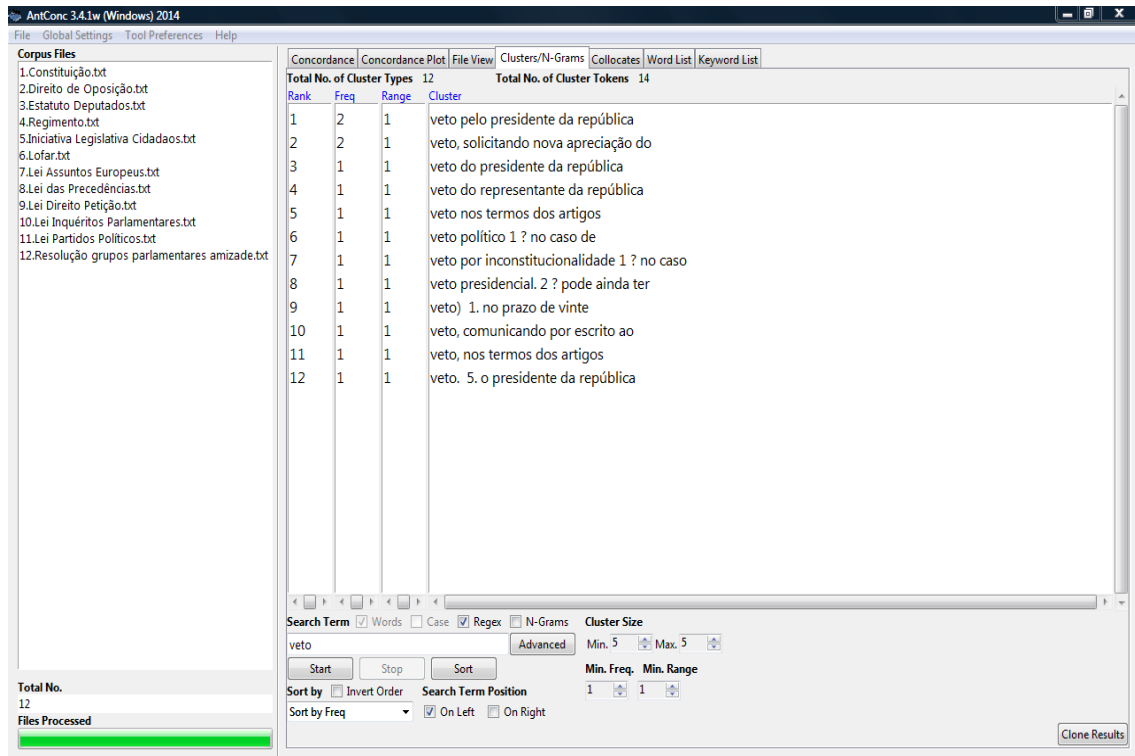 AntConc 3.4.1w (Windows) 2014
File Global Settings Tool Preferences Help
Corpus Files
1.Constituição.txt
2.Direito de Oposição.txt
3.Estatuto Deputados.txt
4.Regimento.txt
5.Iniciativa Legislativa Cidadaos.txt
6.Lofar.txt
7.Lei Assuntos Europeus.txt
8.Lei das Precedências.txt
9.Lei Direito Petição.txt
10.Lei Inquéritos Parlamentares.txt
11.Lei Partidos Políticos.txt
12.Resolução grupos parlamentares amizade.txt
Total No.
12
Files Processed
Concordance Concordance Plot File View Clusters/N-Grams Collocates Word List Keyword List
Total No. of Cluster Types 12 Total No. of Cluster Tokens 14
Rank Freq Range Cluster
1 2 1 veto pelo presidente da república
2 2 1 veto, solicitando nova apreciação do
3 1 1 veto do presidente da república
4 1 1 veto do representante da república
5 1 1 veto nos termos dos artigos
6 1 1 veto político 1 ? no caso de
7 1 1 veto por inconstitucionalidade 1 ? no caso
8 1 1 veto presidencial. 2 ? pode ainda ter
9 1 1 veto) 1. no prazo de vinte
10 1 1 veto, comunicando por escrito ao
11 1 1 veto, nos termos dos artigos
12 1 1 veto. 5. o presidente da república
Search Term Words Case Regex N-Grams Cluster Size
veto Advanced Min. 5 Max. 5
Start Stop Sort Min. Freq. Min. Range
Sort by Invert Order Search Term Position 1 1
Sort by Freq On Left On Right
Clone Results